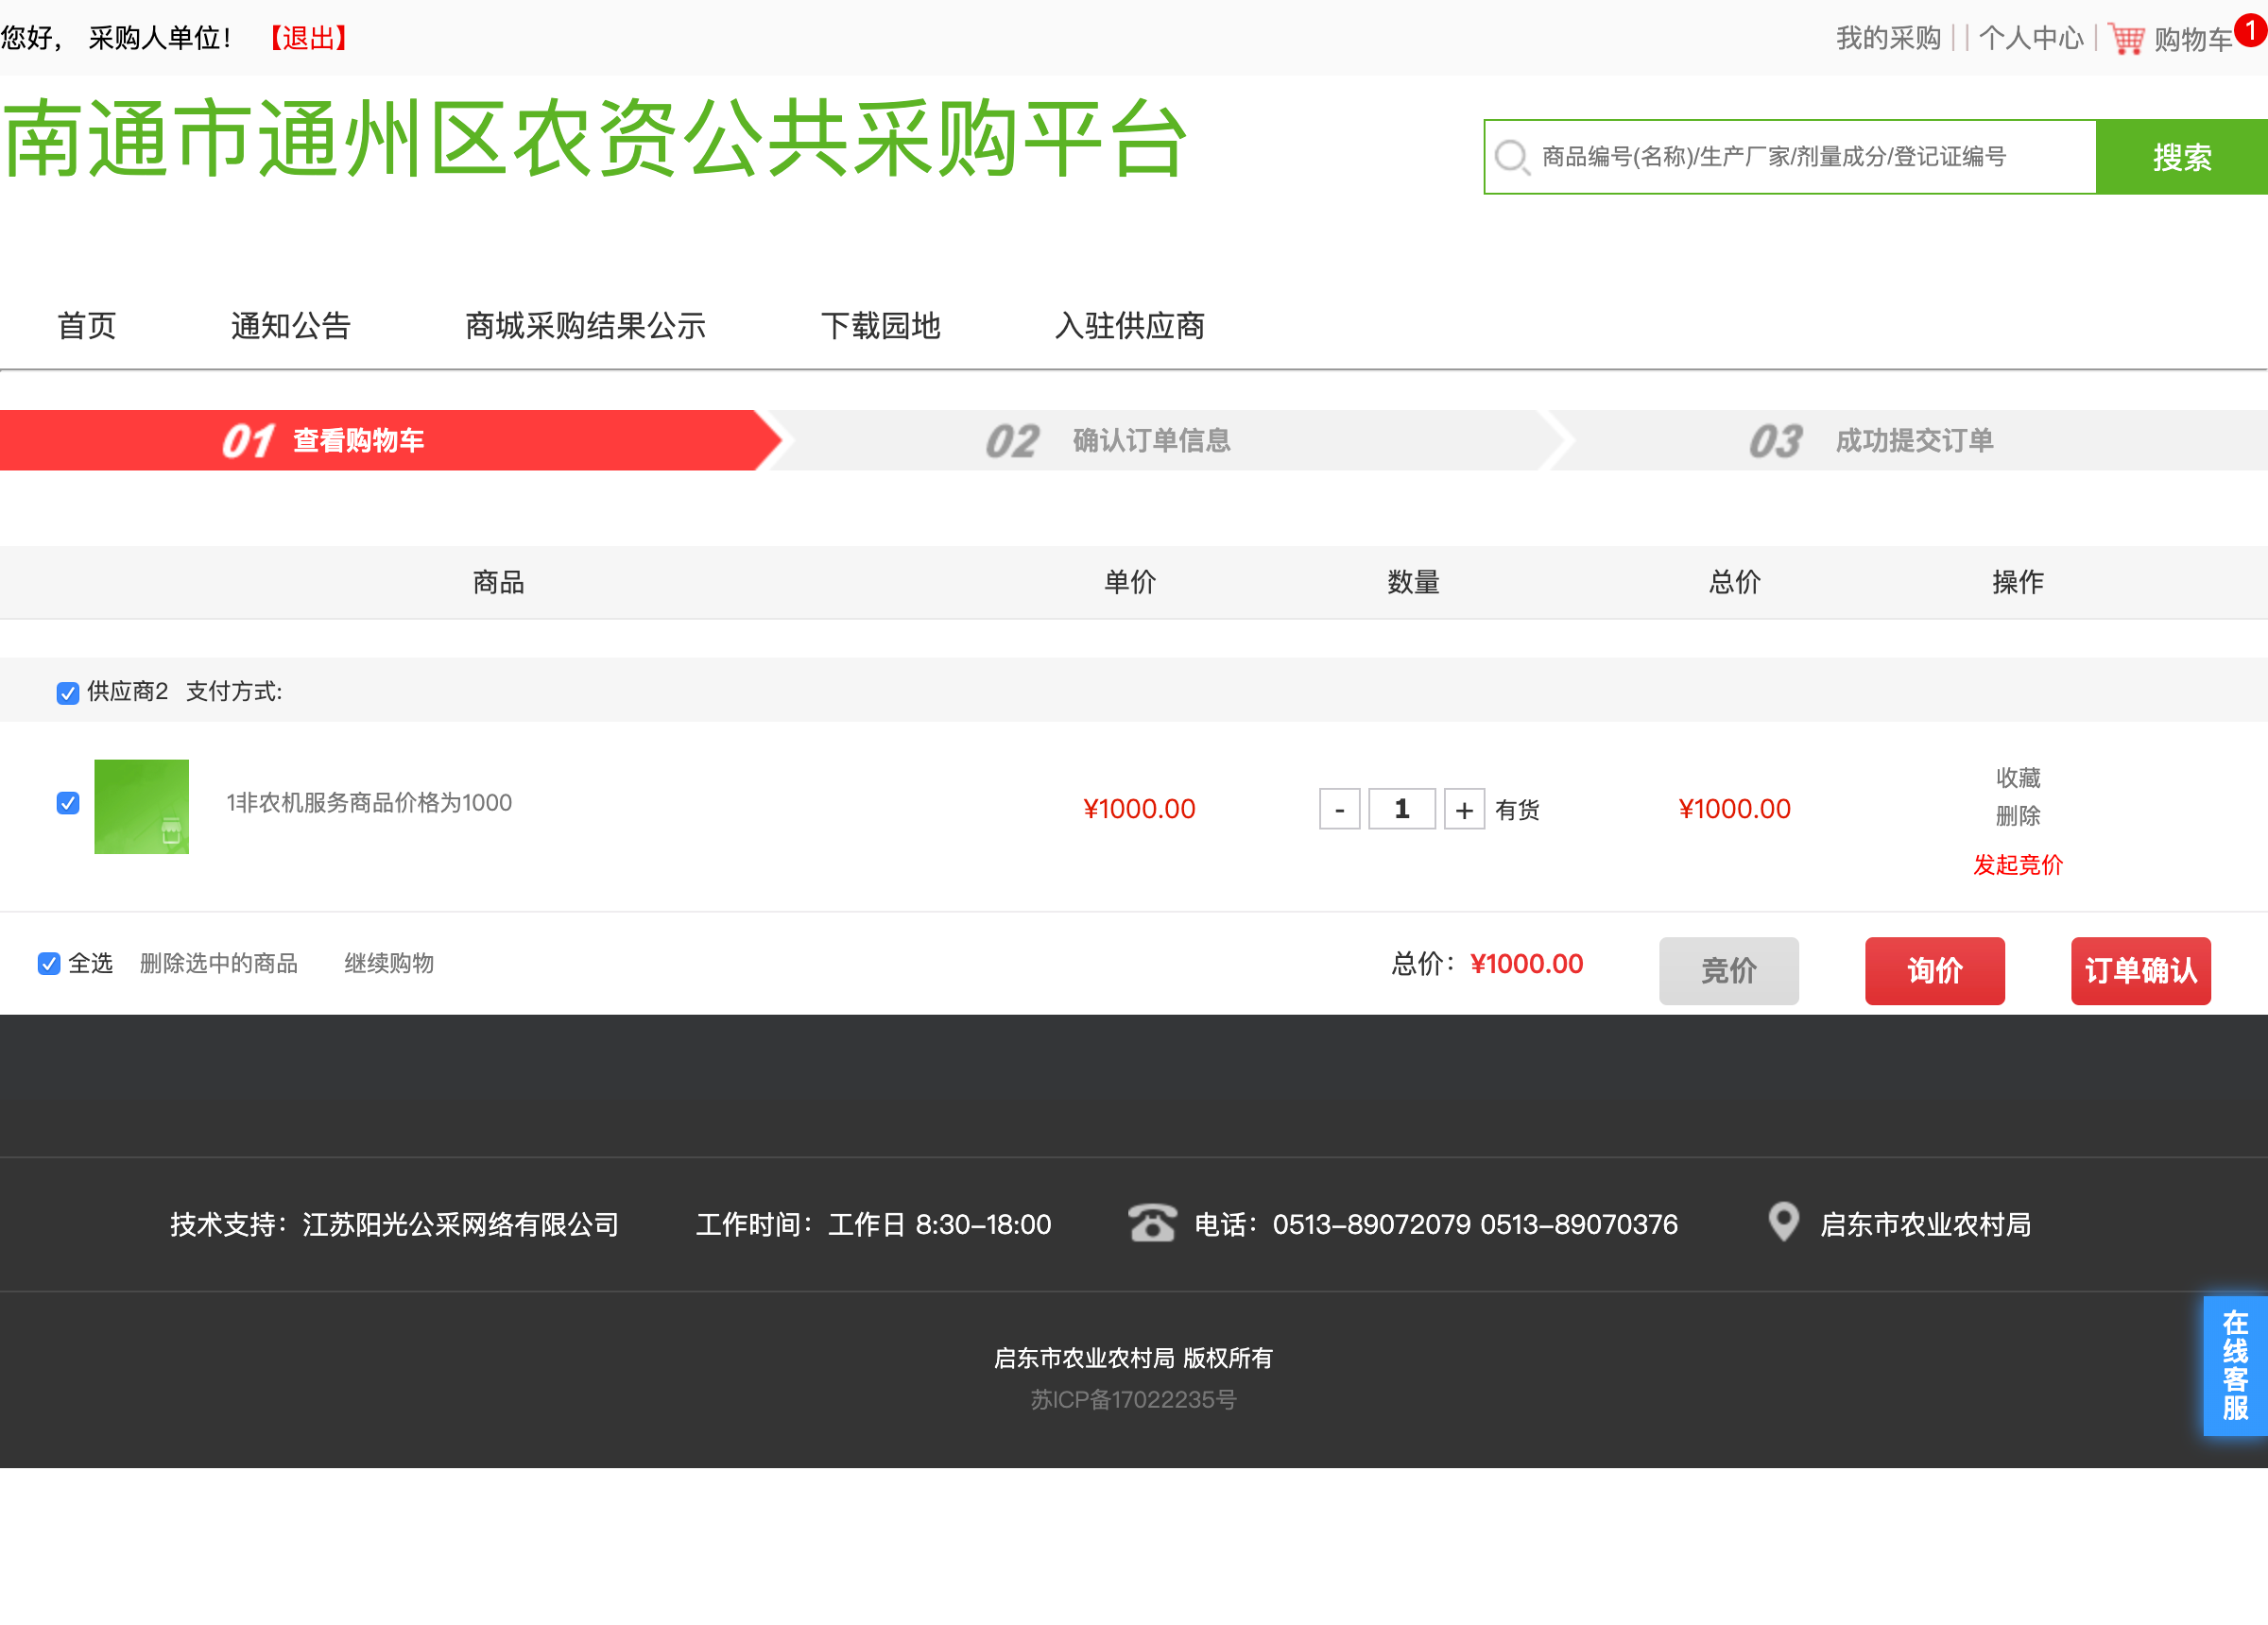 您好， 采购人单位！ 【退出】
我的采购 | | 个人中心 | 购物车 1
南通市通州区农资公共采购平台
商品编号(名称)/生产厂家/剂量成分/登记证编号 搜索
首页 通知公告 商城采购结果公示 下载园地 入驻供应商
01 查看购物车 02 确认订单信息 03 成功提交订单
商品 单价 数量 总价 操作
供应商2 支付方式:
1非农机服务商品价格为1000 ¥1000.00 - 1 + 有货 ¥1000.00
收藏
删除
发起竞价
全选 删除选中的商品 继续购物 总价：¥1000.00 竞价 询价 订单确认
技术支持：江苏阳光公采网络有限公司 工作时间：工作日 8:30-18:00 电话：0513-89072079 0513-89070376 启东市农业农村局
启东市农业农村局 版权所有
苏ICP备17022235号
在线客服